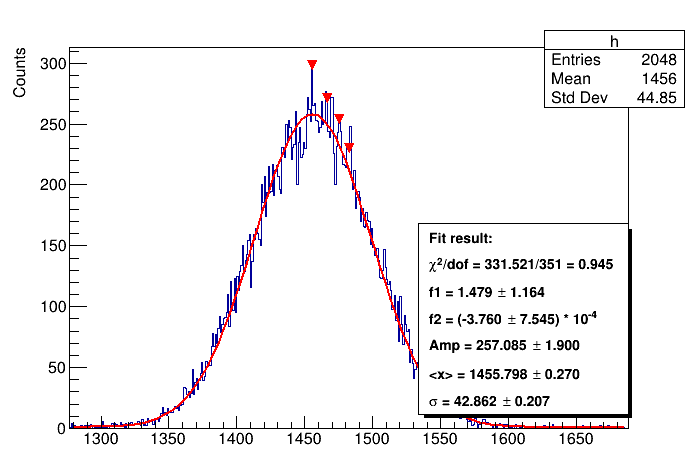 h
Entries 2048
Mean 1456
Std Dev 44.85
Counts
300
250
200
150
100
50
0
Fit result:
χ²/dof = 331.521/351 = 0.945
f1 = 1.479 ± 1.164
f2 = (-3.760 ± 7.545) * 10⁻⁴
Amp = 257.085 ± 1.900
<x> = 1455.798 ± 0.270
σ = 42.862 ± 0.207
1300 1350 1400 1450 1500 1550 1600 1650